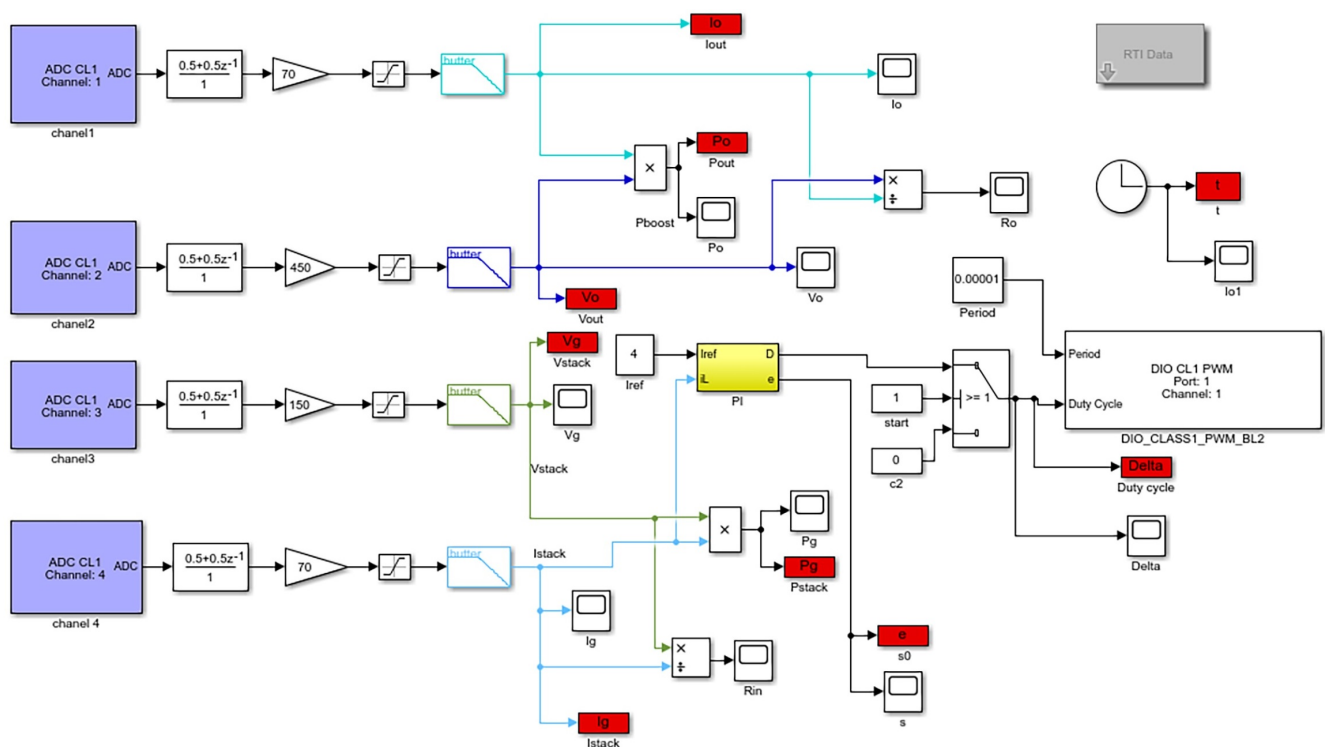 ADC CL1
Channel: 1
ADC
chanel1
0.5+0.5z-1
1
70
butter
Io
Iout
Io
RTI Data
×
Po
Pout
Pboost
Po
×
÷
Ro
t
t
Io1
ADC CL1
Channel: 2
ADC
chanel2
0.5+0.5z-1
1
450
butter
Vo
Vout
Vo
0.00001
Period
ADC CL1
Channel: 3
ADC
chanel3
0.5+0.5z-1
1
150
butter
Vg
Vstack
Vg
Vstack
4
Iref
Iref
iL
D
e
PI
1
start
0
c2
>= 1
Period
Duty Cycle
DIO CL1 PWM
Port: 1
Channel: 1
DIO_CLASS1_PWM_BL2
Delta
Duty cycle
Delta
ADC CL1
Channel: 4
ADC
chanel 4
0.5+0.5z-1
1
70
butter
Istack
Ig
×
Pg
Pg
Pstack
×
÷
Rin
Ig
Istack
e
s0
s